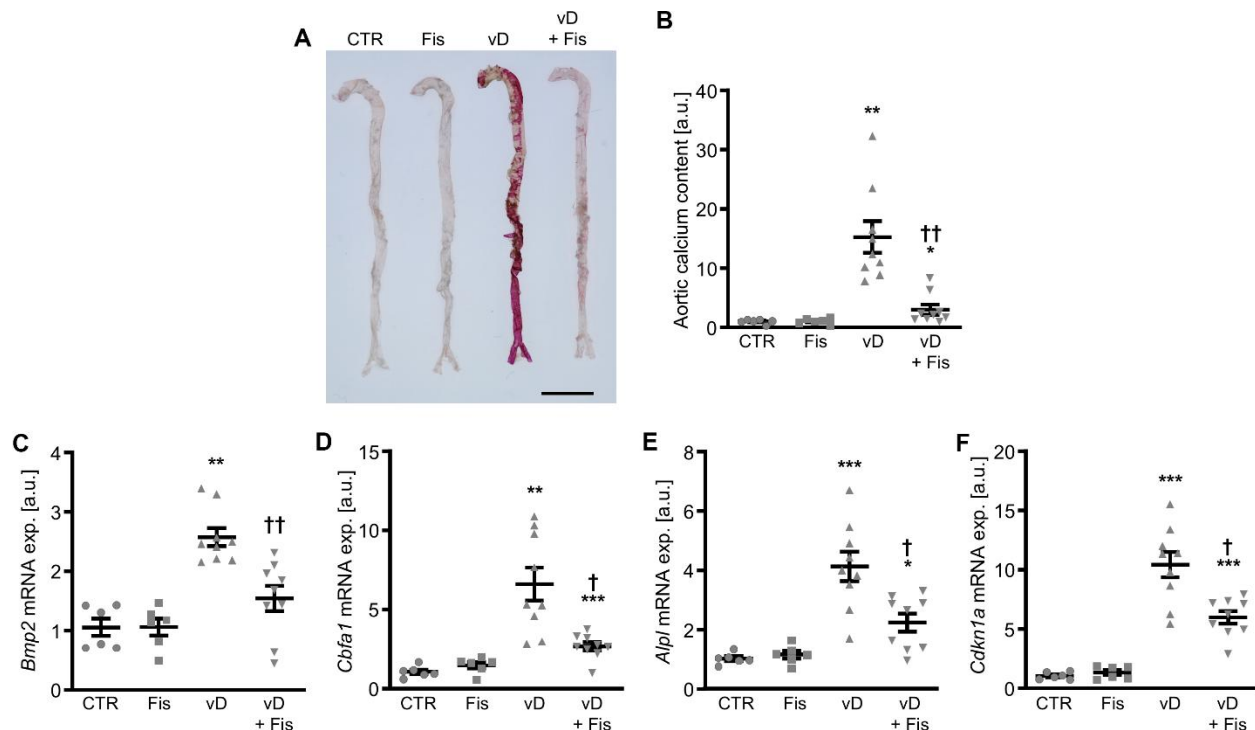 A
CTR
Fis
vD
vD
+ Fis
B
Aortic calcium content [a.u.]
40
30
20
10
0
**
††
*
CTR
Fis
vD
vD
+ Fis
C
Bmp2 mRNA exp. [a.u.]
4
3
2
1
0
**
††
CTR
Fis
vD
vD
+ Fis
D
Cbfa1 mRNA exp. [a.u.]
15
10
5
0
**
†
***
CTR
Fis
vD
vD
+ Fis
E
Alpl mRNA exp. [a.u.]
8
6
4
2
0
***
†
*
CTR
Fis
vD
vD
+ Fis
F
Cdkn1a mRNA exp. [a.u.]
20
15
10
5
0
***
†
***
CTR
Fis
vD
vD
+ Fis